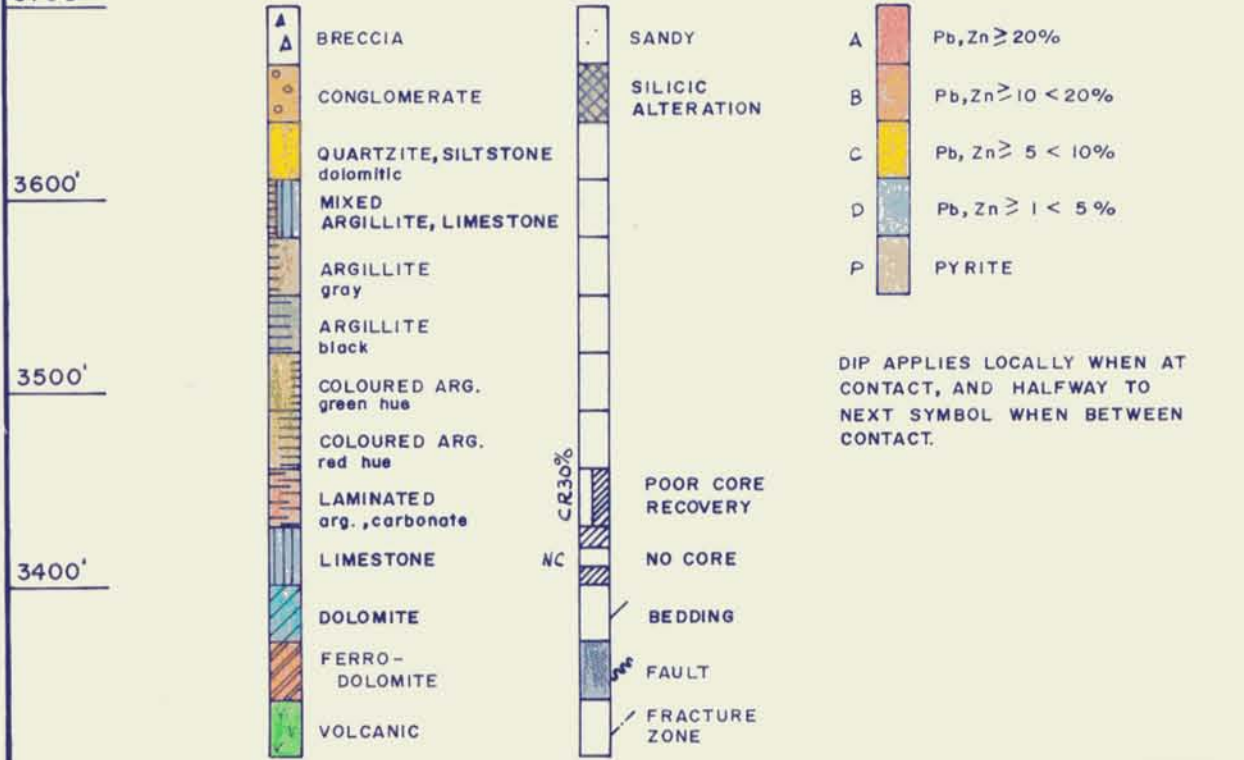 3600'
3500'
3400'
BRECCIA
CONGLOMERATE
QUARTZITE, SILTSTONE
dolomitic
MIXED
ARGILLITE, LIMESTONE
ARGILLITE
gray
ARGILLITE
black
COLOURED ARG.
green hue
COLOURED ARG.
red hue
LAMINATED
arg., carbonate
LIMESTONE
DOLOMITE
FERRO-
DOLOMITE
VOLCANIC
SANDY
SILICIC
ALTERATION
CR30%
POOR CORE
RECOVERY
NC
NO CORE
BEDDING
FAULT
FRACTURE
ZONE
A Pb, Zn ≥ 20%
B Pb, Zn ≥ 10 < 20%
C Pb, Zn ≥ 5 < 10%
D Pb, Zn ≥ 1 < 5%
P PYRITE
DIP APPLIES LOCALLY WHEN AT
CONTACT, AND HALFWAY TO
NEXT SYMBOL WHEN BETWEEN
CONTACT.